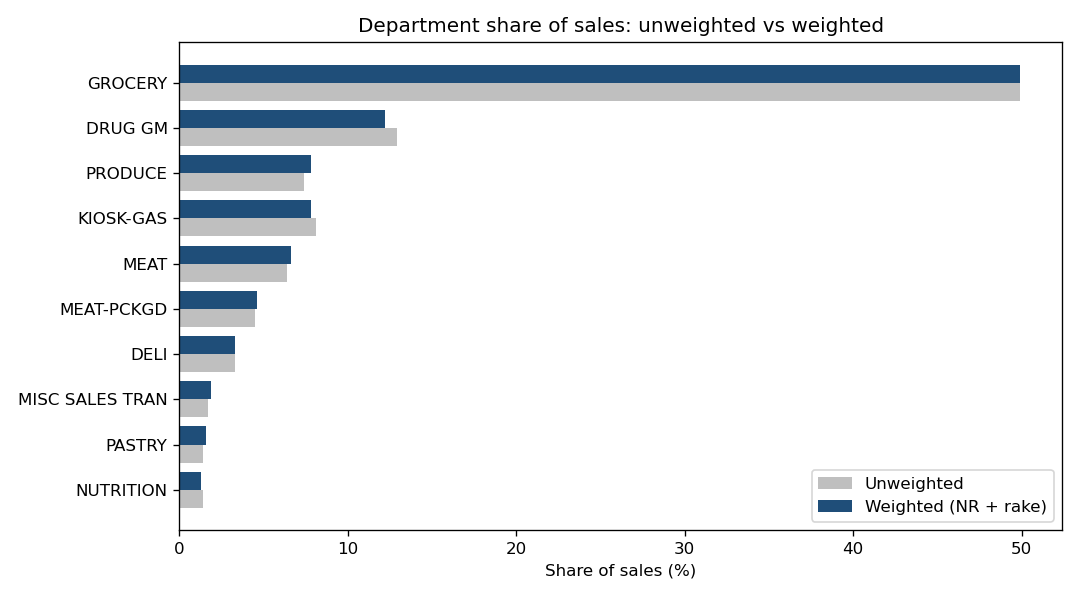 Department share of sales: unweighted vs weighted
GROCERY
DRUG GM
PRODUCE
KIOSK-GAS
MEAT
MEAT-PCKGD
DELI
MISC SALES TRAN
PASTRY
NUTRITION
Unweighted
Weighted (NR + rake)
0 10 20 30 40 50
Share of sales (%)